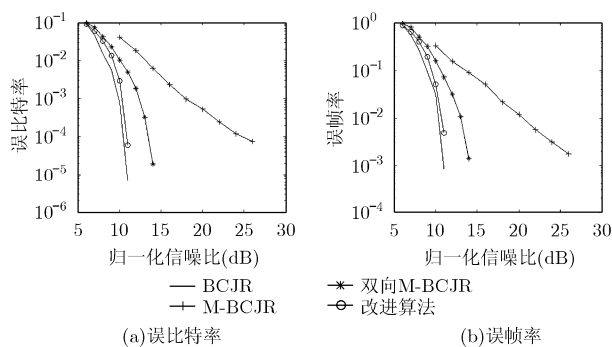 10⁻¹
10⁻²
10⁻³
10⁻⁴
10⁻⁵
10⁻⁶
误比特率
5 10 15 20 25 30
归一化信噪比(dB)
10⁰
10⁻¹
10⁻²
10⁻³
10⁻⁴
误帧率
5 10 15 20 25 30
归一化信噪比(dB)
BCJR 双向M-BCJR
M-BCJR 改进算法
(a)误比特率 (b)误帧率